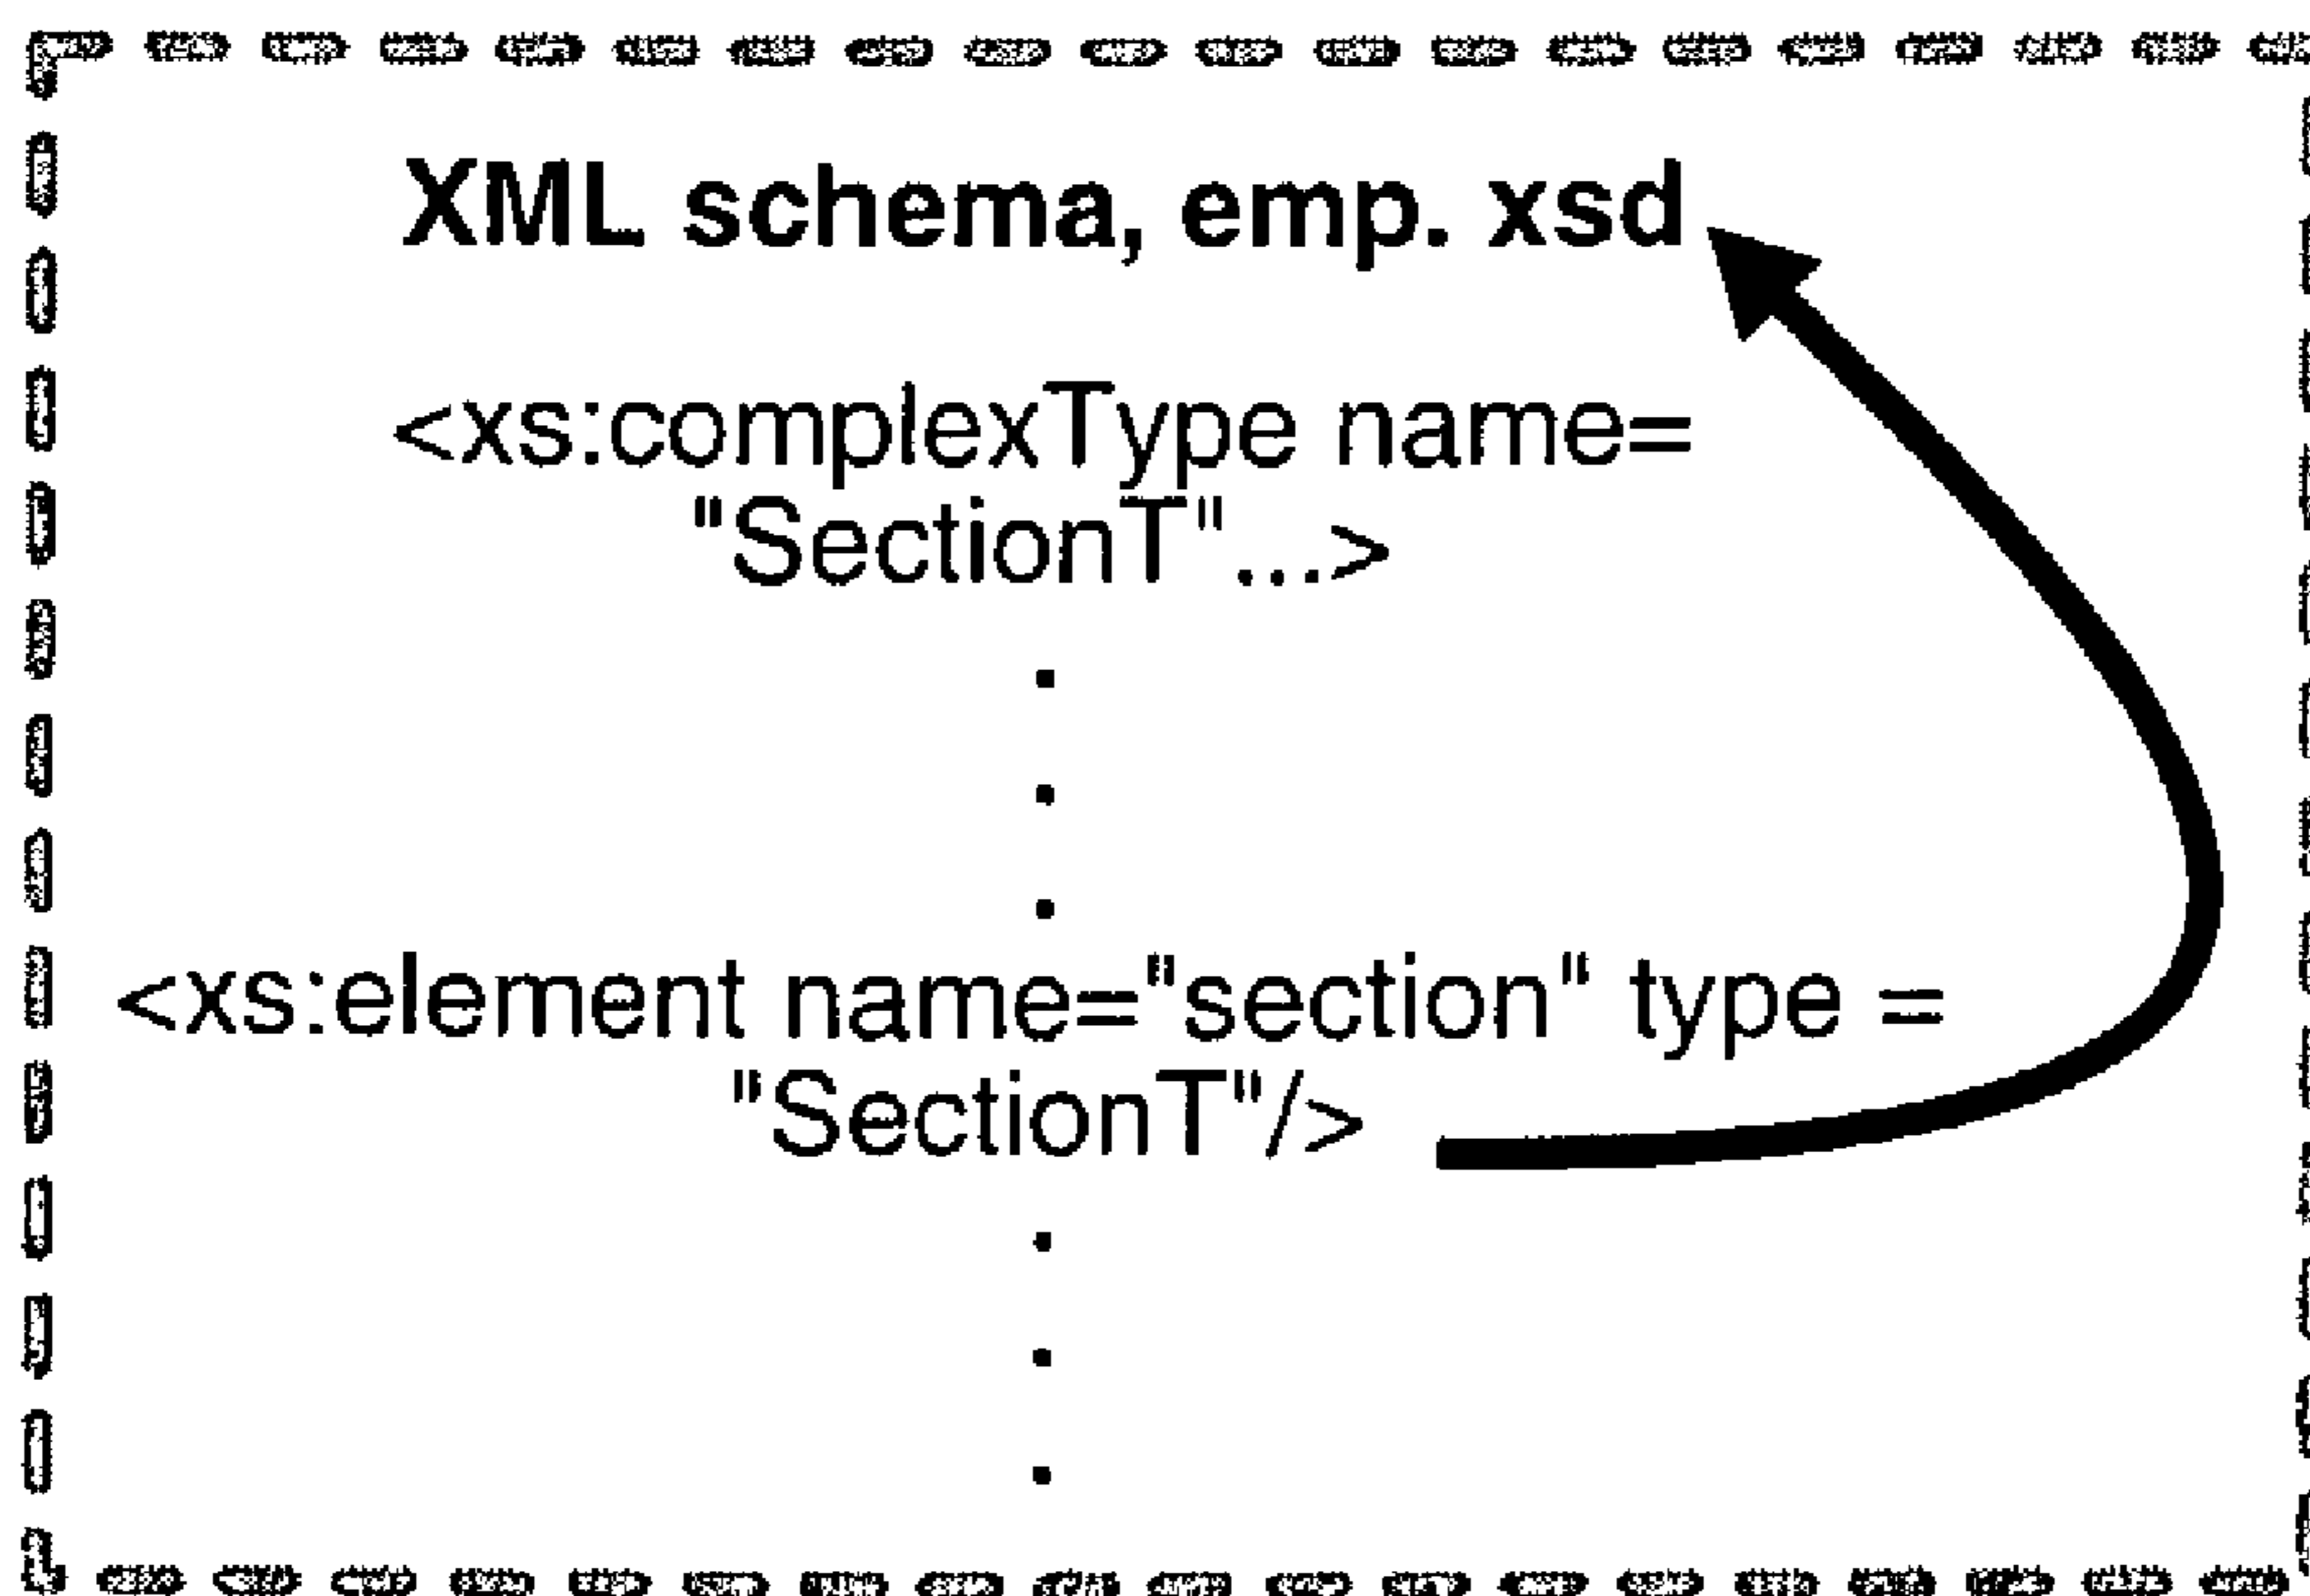 XML schema, emp. xsd
<xs:complexType name=
"SectionT"...>
.
.
.
<xs:element name="section" type =
"SectionT"/>
.
.
.